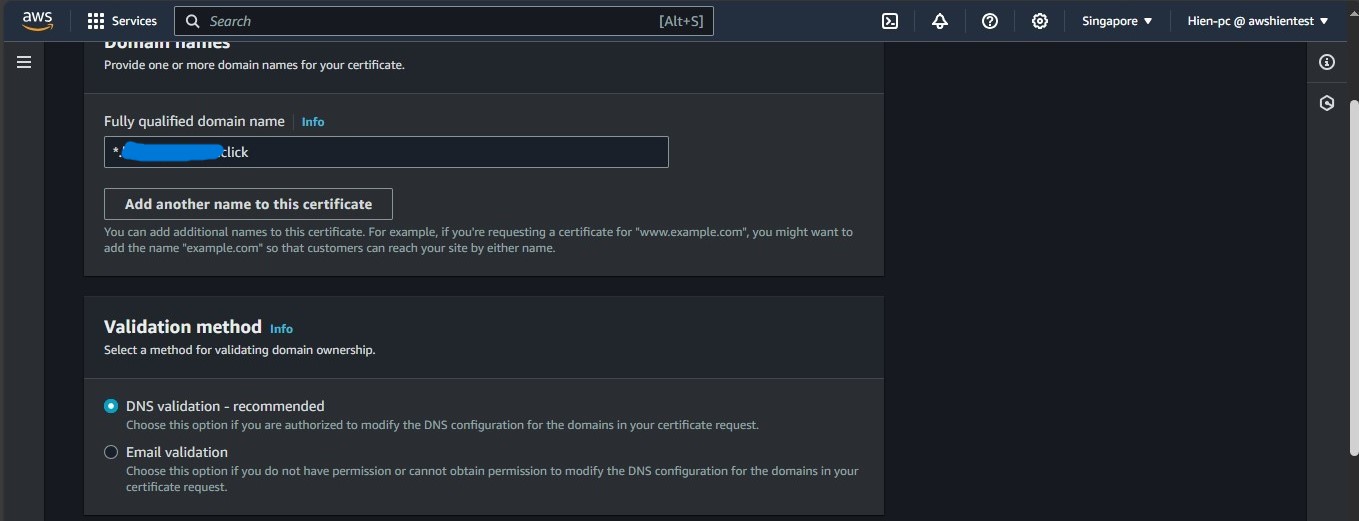 aws Services Search [Alt+S] Singapore Hien-pc @ awshientest
Domain names
Provide one or more domain names for your certificate.
Fully qualified domain name Info
*. .click
Add another name to this certificate
You can add additional names to this certificate. For example, if you're requesting a certificate for "www.example.com", you might want to
add the name "example.com" so that customers can reach your site by either name.
Validation method Info
Select a method for validating domain ownership.
DNS validation - recommended
Choose this option if you are authorized to modify the DNS configuration for the domains in your certificate request.
Email validation
Choose this option if you do not have permission or cannot obtain permission to modify the DNS configuration for the domains in your
certificate request.